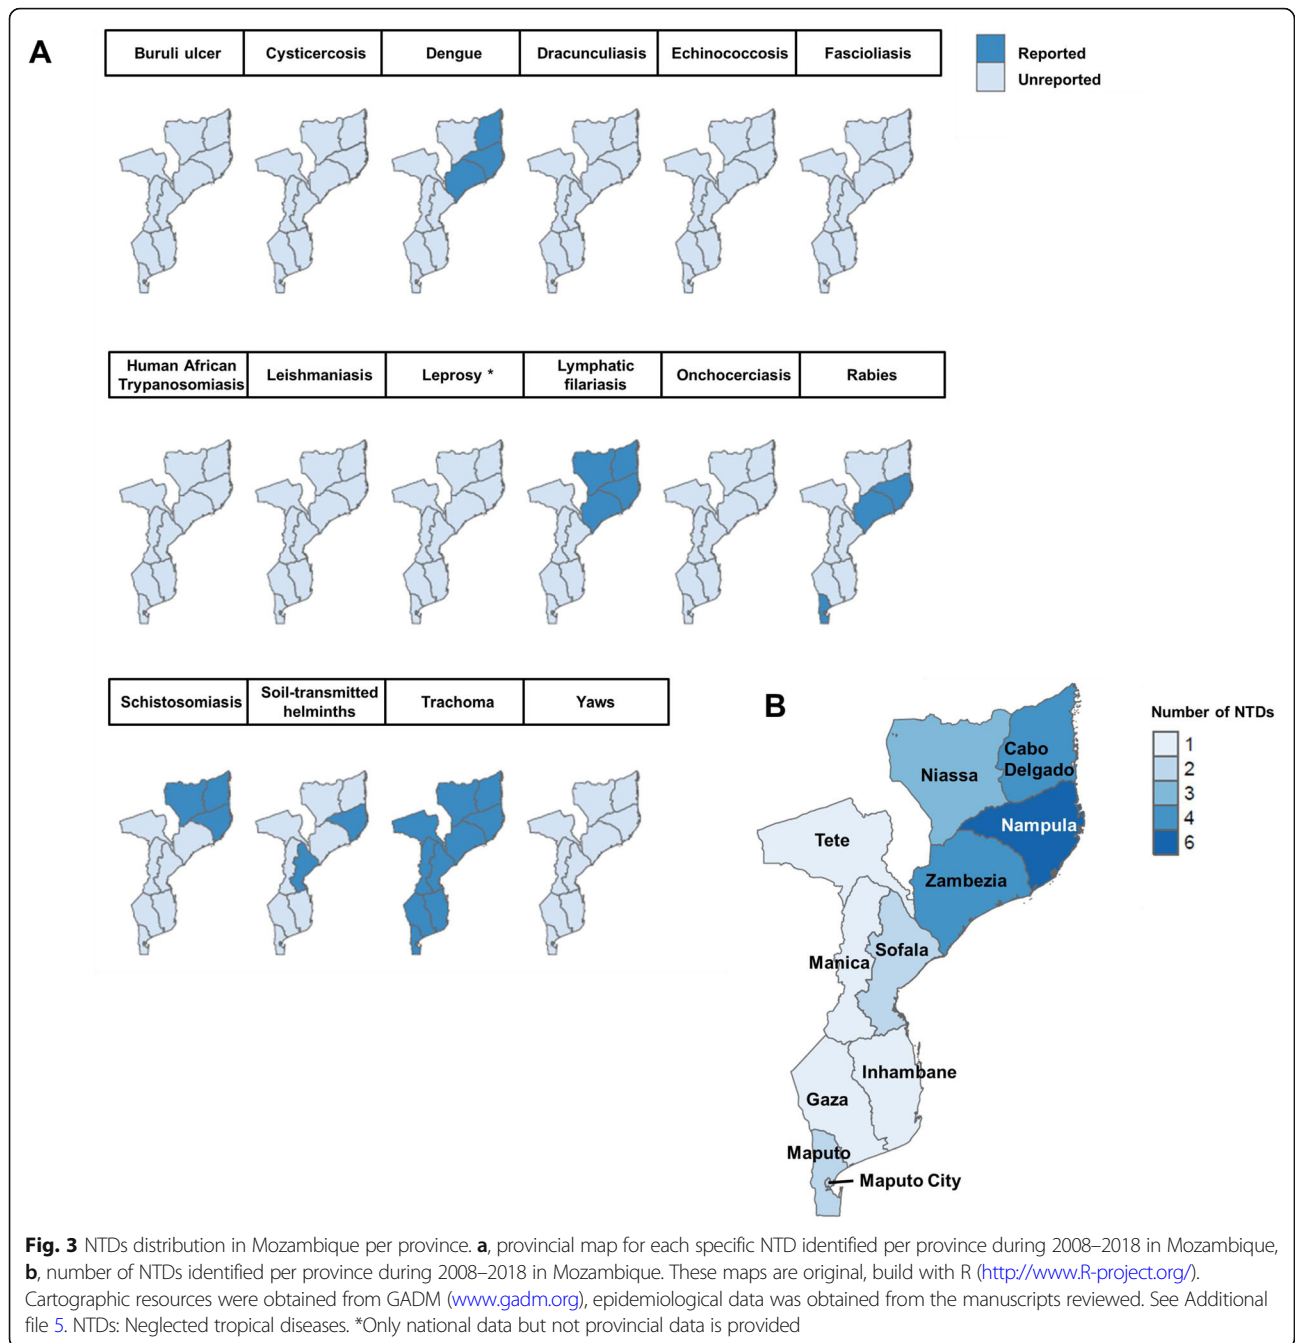 A
Buruli ulcer
Cysticercosis
Dengue
Dracunculiasis
Echinococcosis
Fascioliasis
Reported
Unreported
Human African
Trypanosomiasis
Leishmaniasis
Leprosy *
Lymphatic
filariasis
Onchocerciasis
Rabies
Schistosomiasis
Soil-transmitted
helminths
Trachoma
Yaws
B
Number of NTDs
1
2
3
4
6
Cabo
Delgado
Niassa
Nampula
Tete
Zambezia
Sofala
Manica
Inhambane
Gaza
Maputo
Maputo City
Fig. 3 NTDs distribution in Mozambique per province. a, provincial map for each specific NTD identified per province during 2008–2018 in Mozambique,
b, number of NTDs identified per province during 2008–2018 in Mozambique. These maps are original, build with R (http://www.R-project.org/).
Cartographic resources were obtained from GADM (www.gadm.org), epidemiological data was obtained from the manuscripts reviewed. See Additional
file 5. NTDs: Neglected tropical diseases. *Only national data but not provincial data is provided